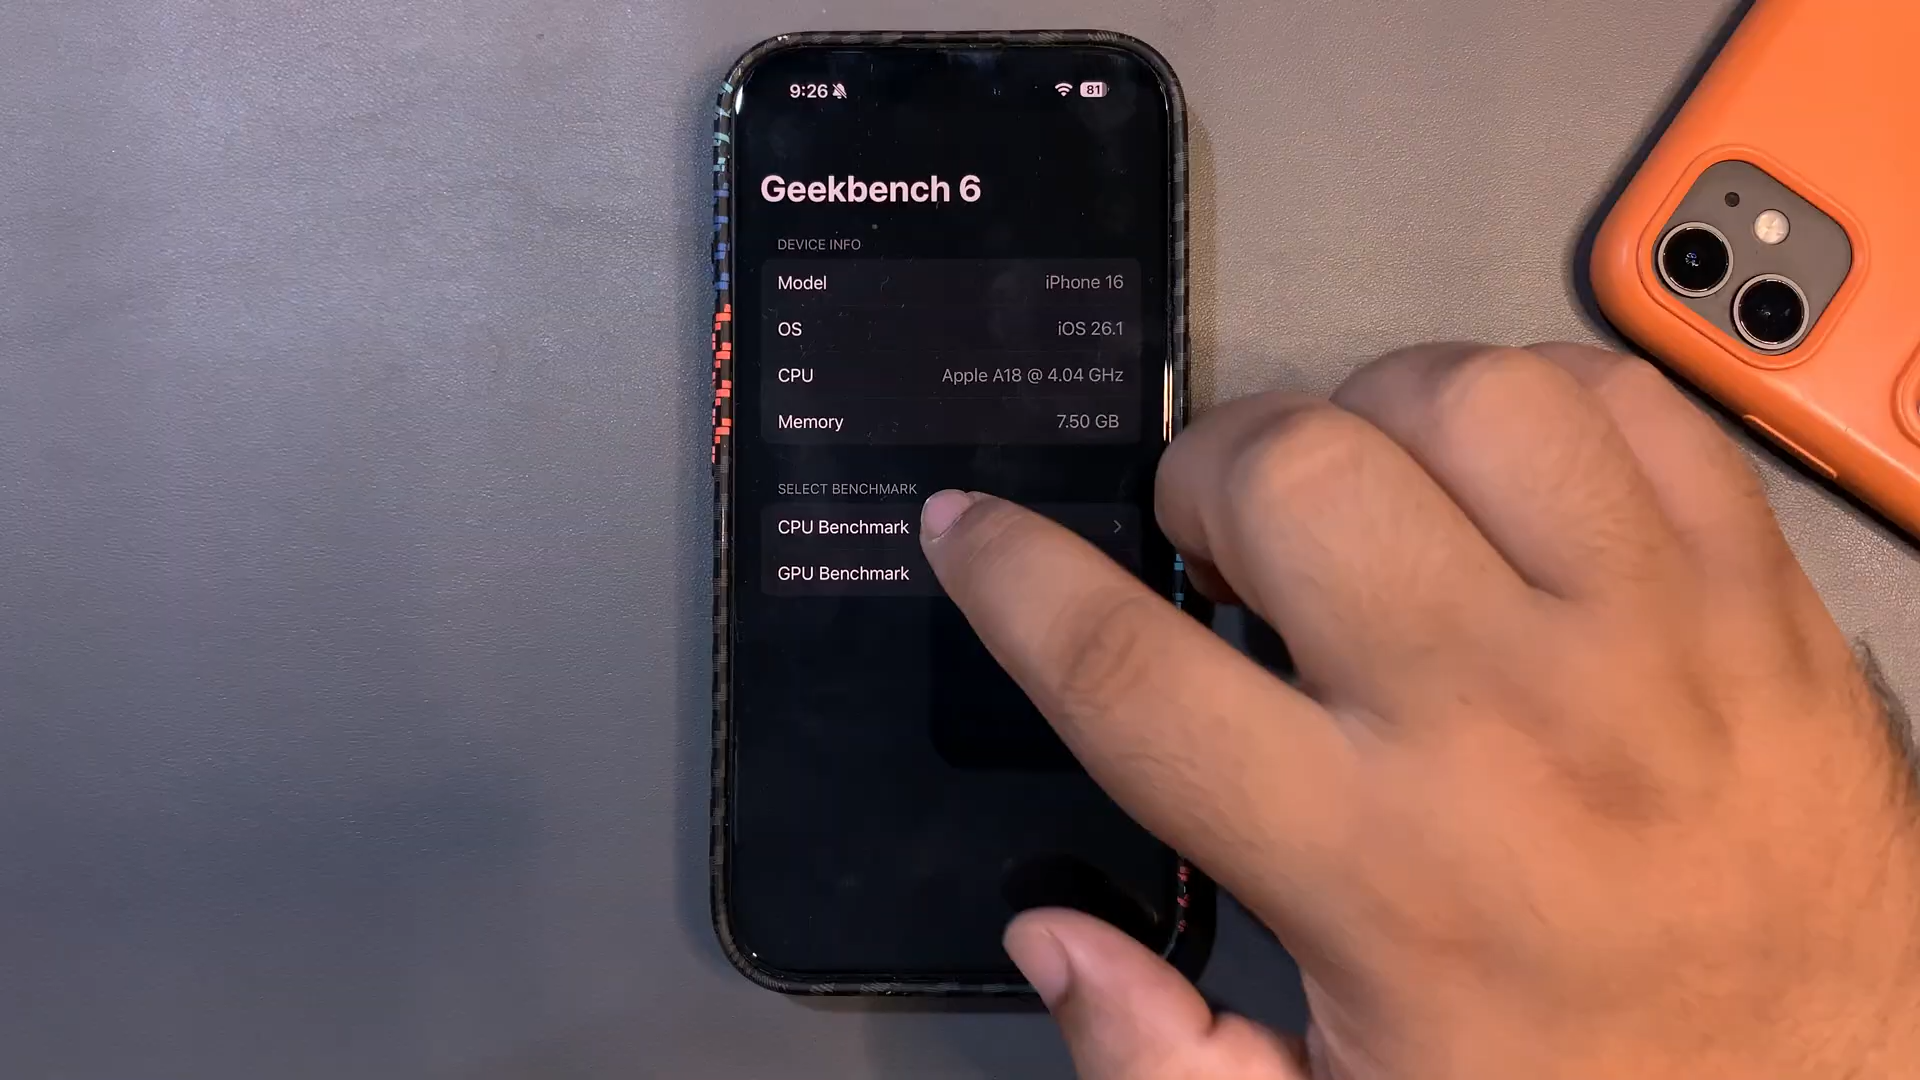 9:26 81
Geekbench 6
DEVICE INFO
Model iPhone 16
OS iOS 26.1
CPU Apple A18 @ 4.04 GHz
Memory 7.50 GB
SELECT BENCHMARK
CPU Benchmark
GPU Benchmark